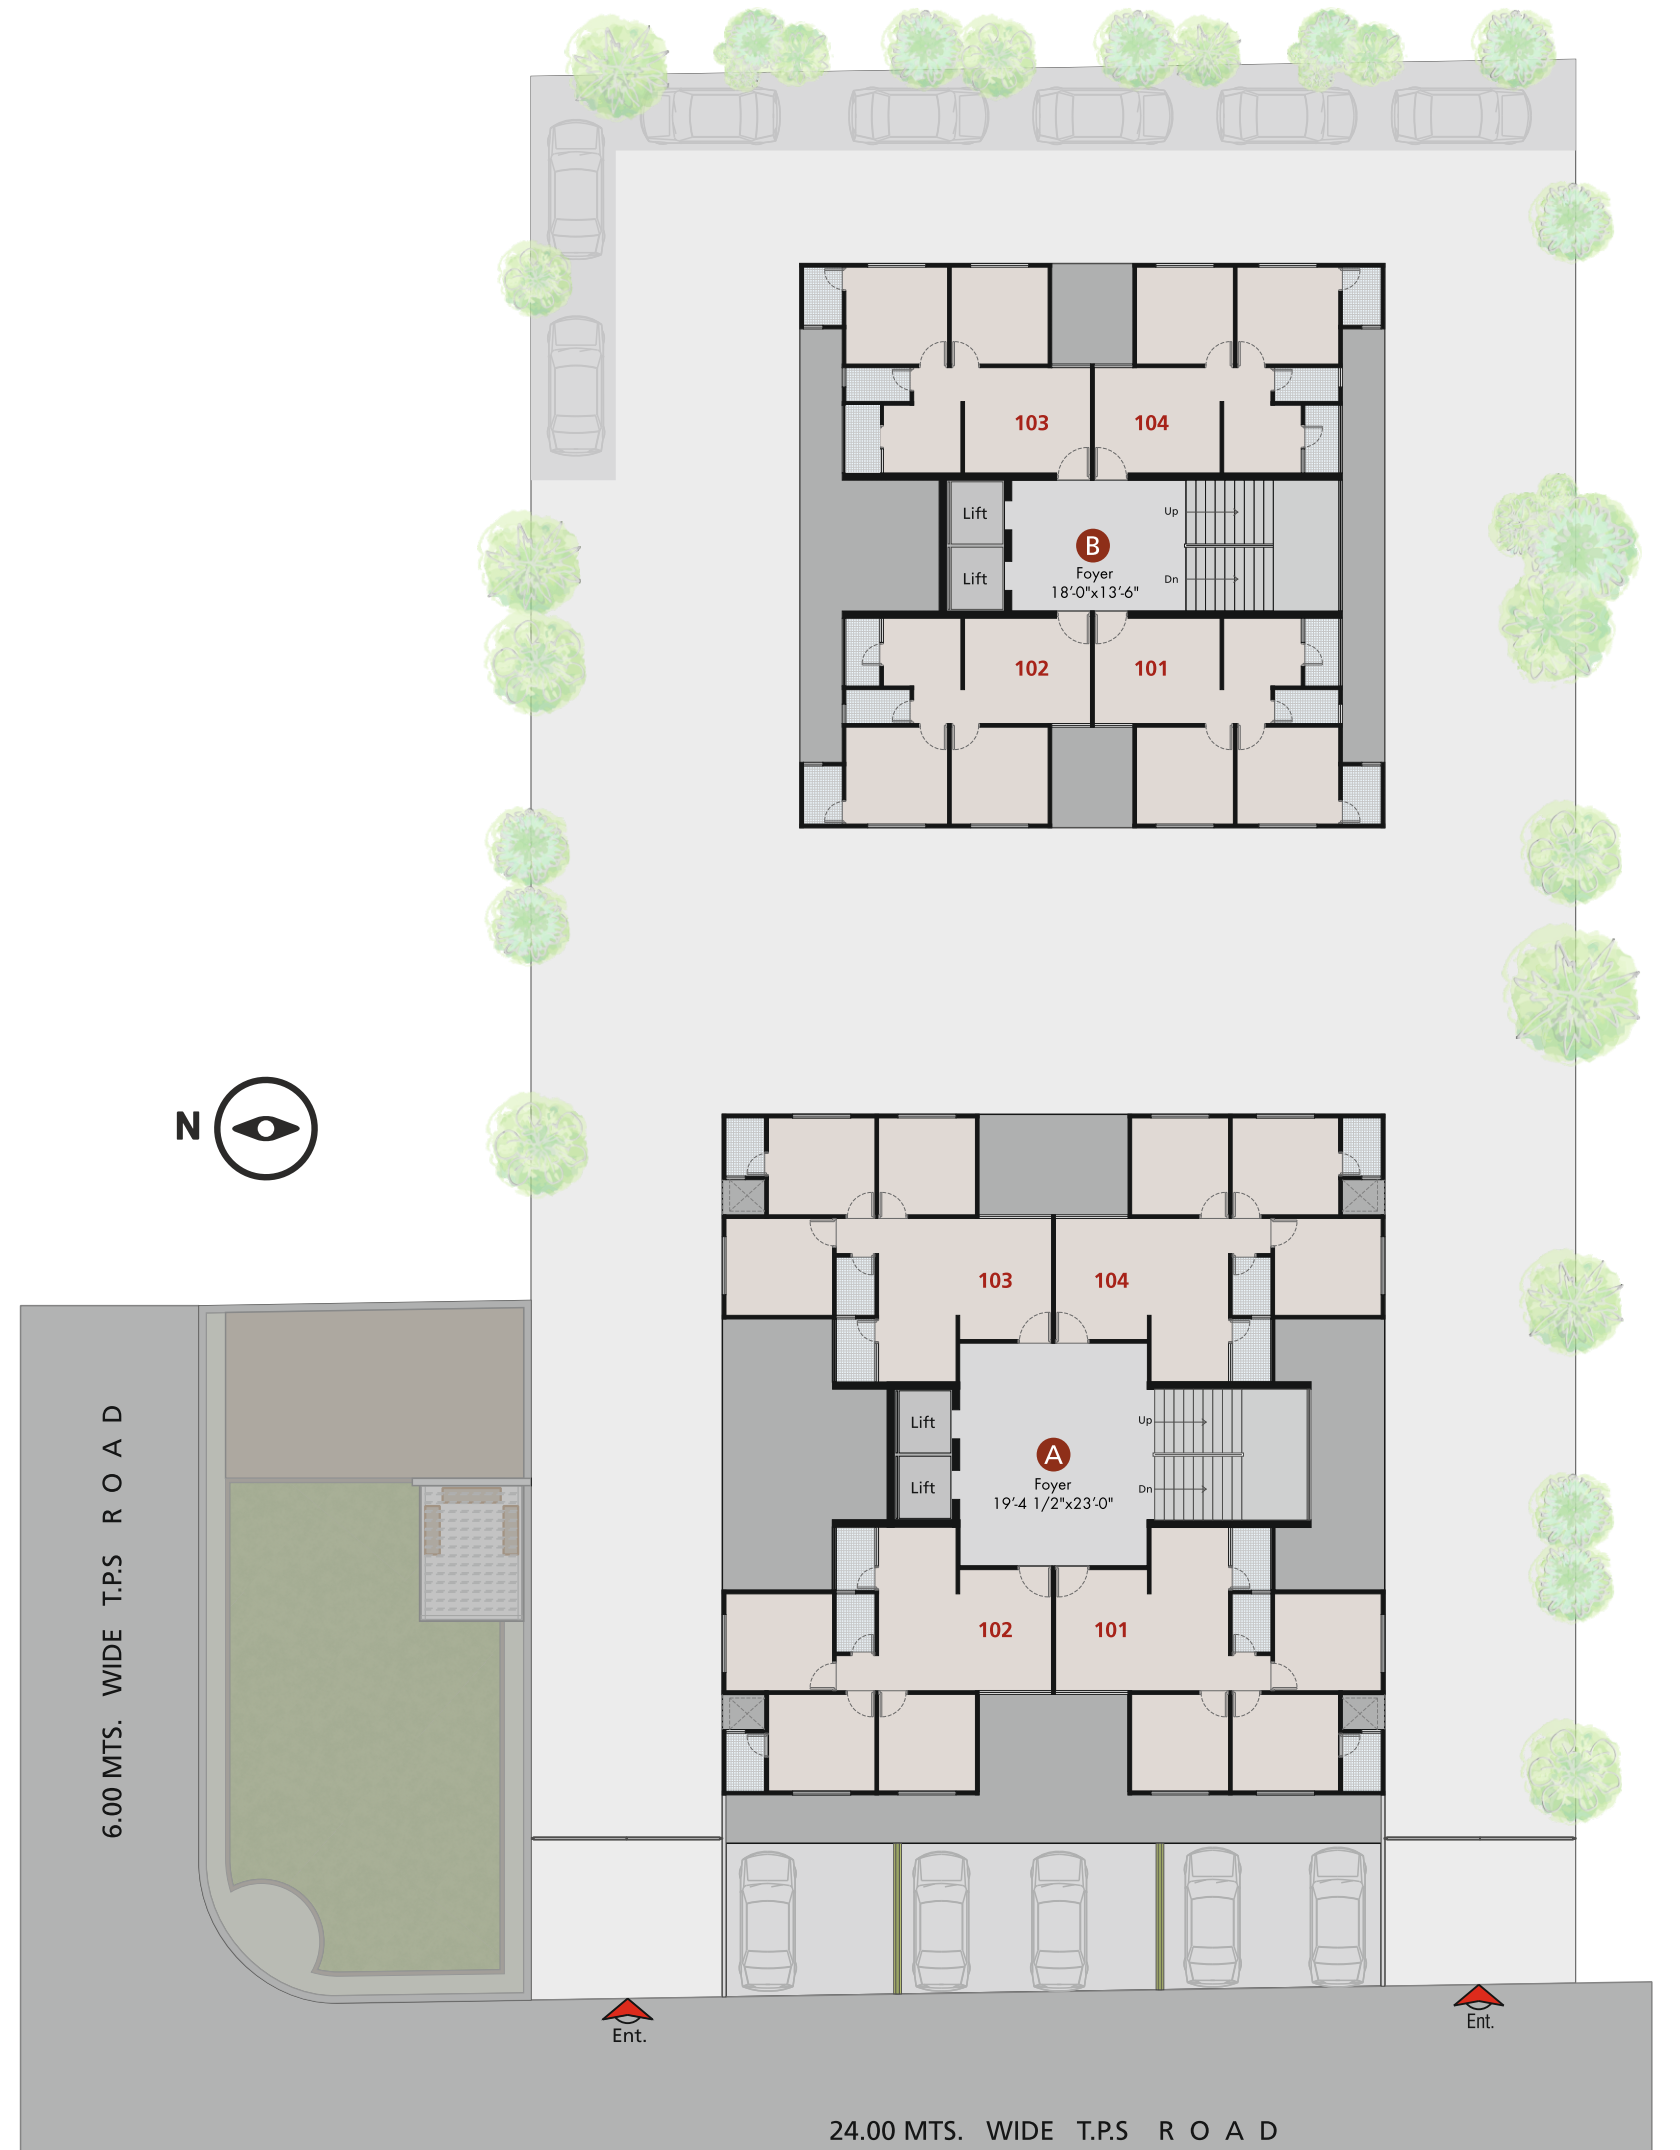 103
104
Lift
Up
B
Lift
Dn
Foyer
18'-0"x13'-6"
102
101
N
103
104
Lift
Up
A
Lift
Dn
Foyer
19'-4 1/2"x23'-0"
102
101
6.00 MTS. WIDE T.P.S ROAD
Ent.
Ent.
24.00 MTS. WIDE T.P.S ROAD